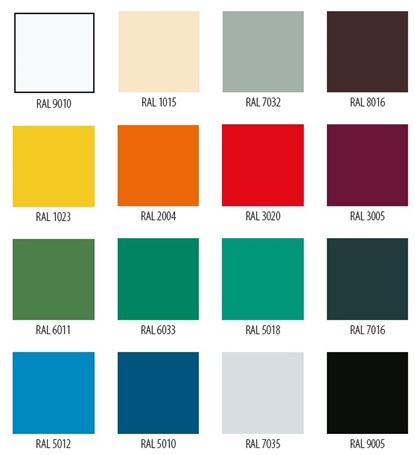 RAL 9010
RAL 1015
RAL 7032
RAL 8016
RAL 1023
RAL 2004
RAL 3020
RAL 3005
RAL 6011
RAL 6033
RAL 5018
RAL 7016
RAL 5012
RAL 5010
RAL 7035
RAL 9005